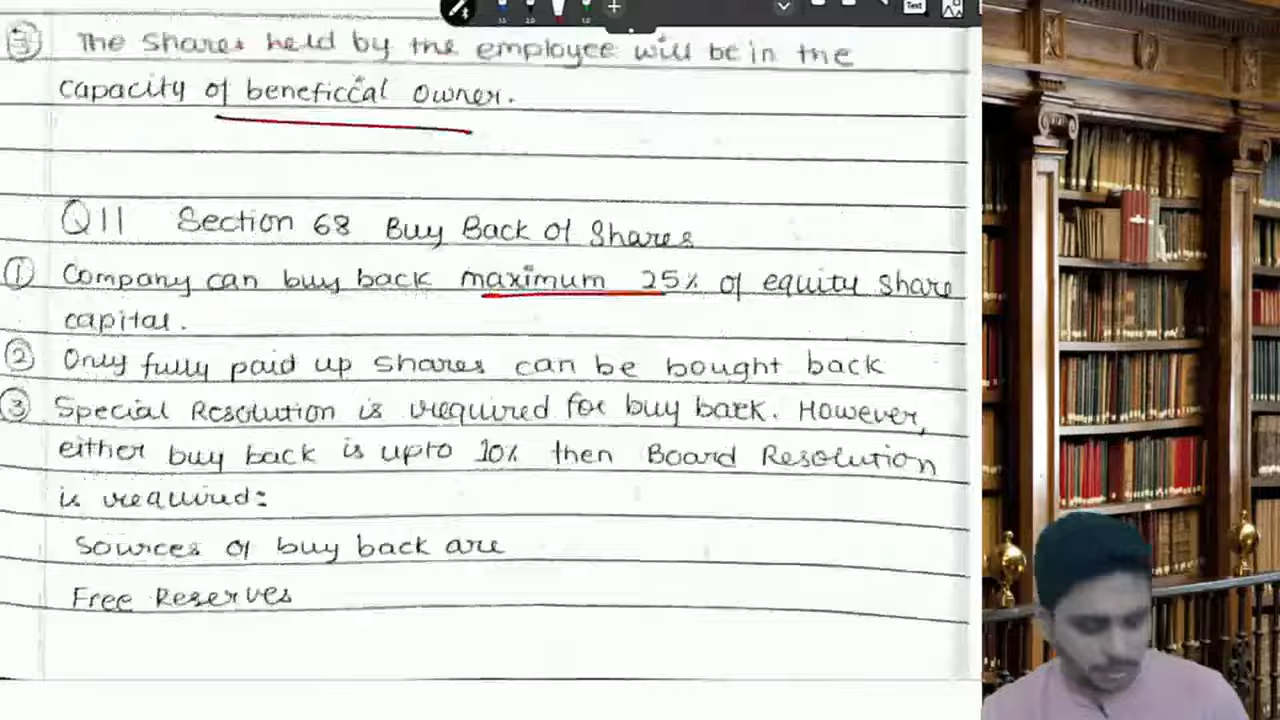 ③ The Shares held by the employee will be in the
capacity of beneficial owner.
Q11 Section 68 Buy Back Of Shares
① Company can buy back maximum 25% of equity share
capital.
② Only fully paid up shares can be bought back
③ Special Resolution is required for buy back. However,
either buy back is upto 10% then Board Resolution
is required:
Sources of buy back are
Free Reserves
Text